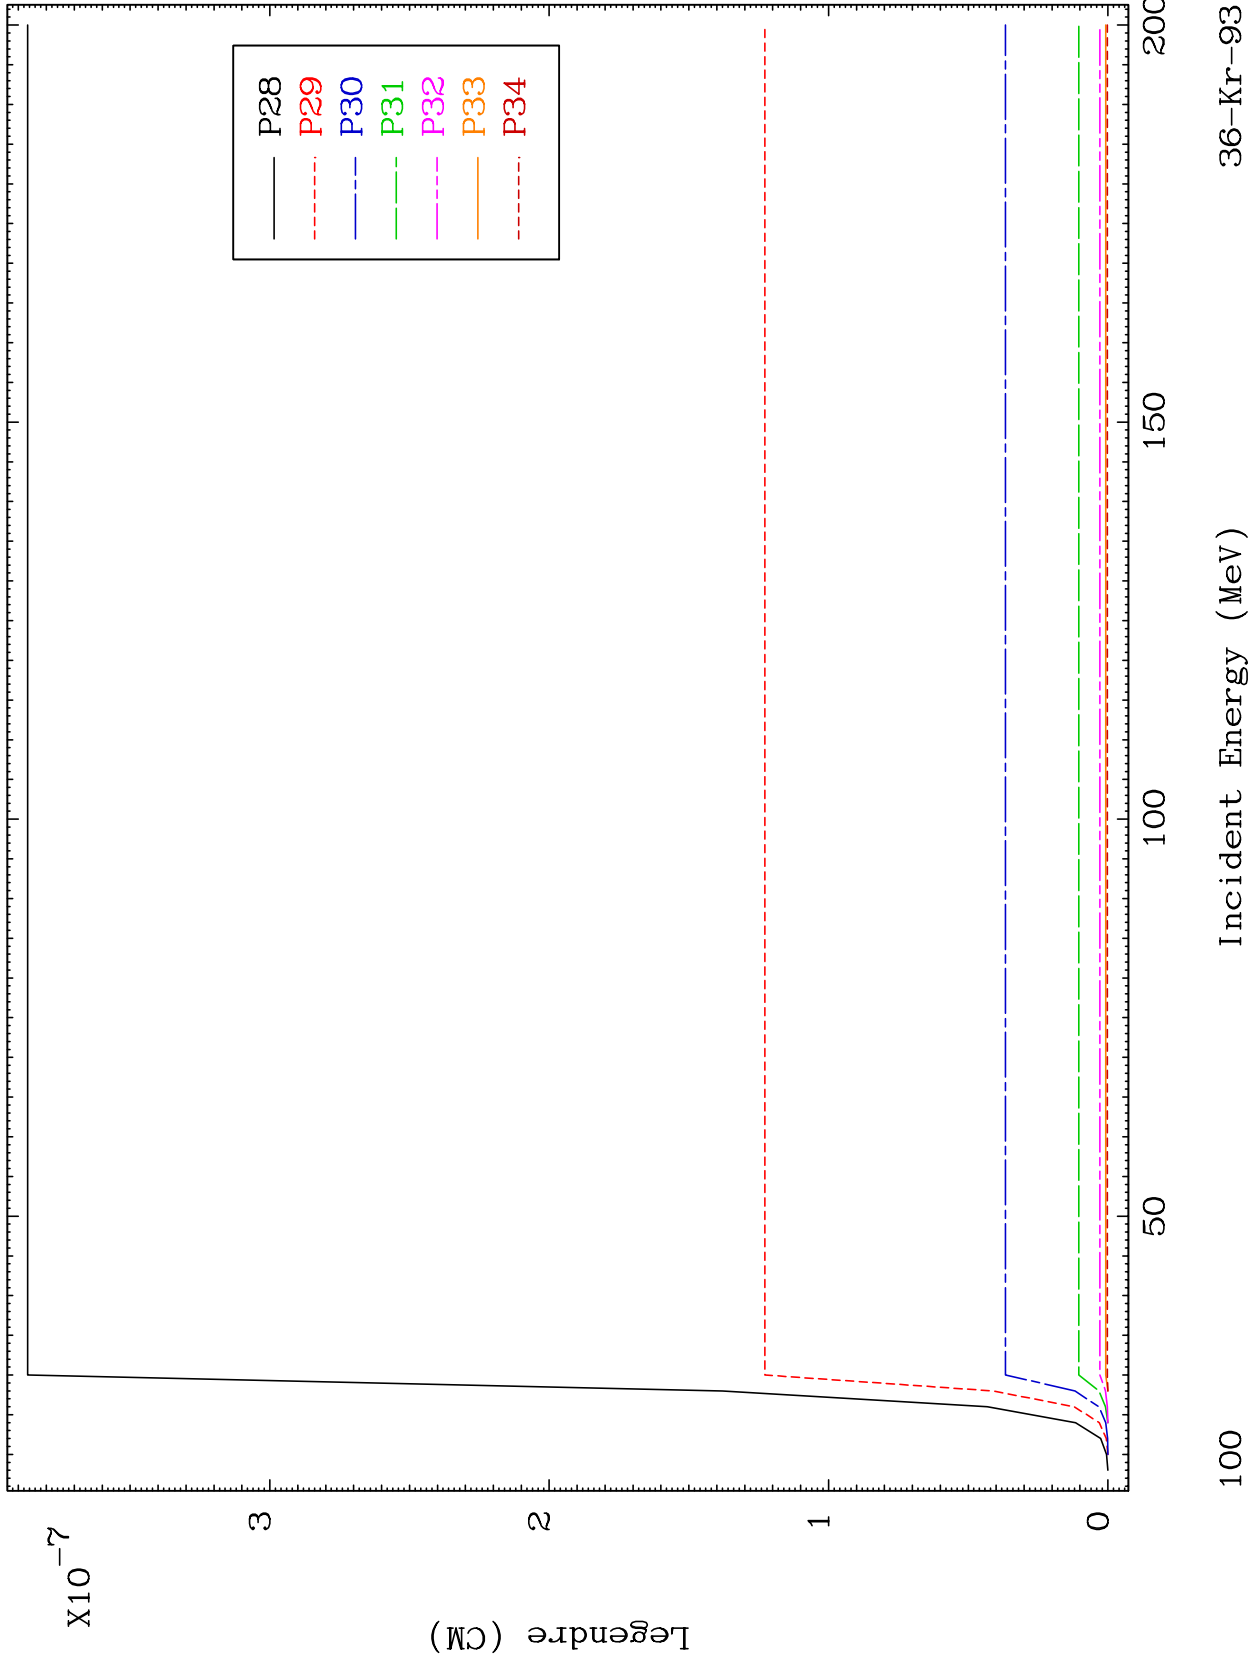 X10-7
3
2
1
0
Legendre (CM)
P28
P29
P30
P31
P32
P33
P34
50
100
150
200
Incident Energy (MeV)
100
36-Kr-93